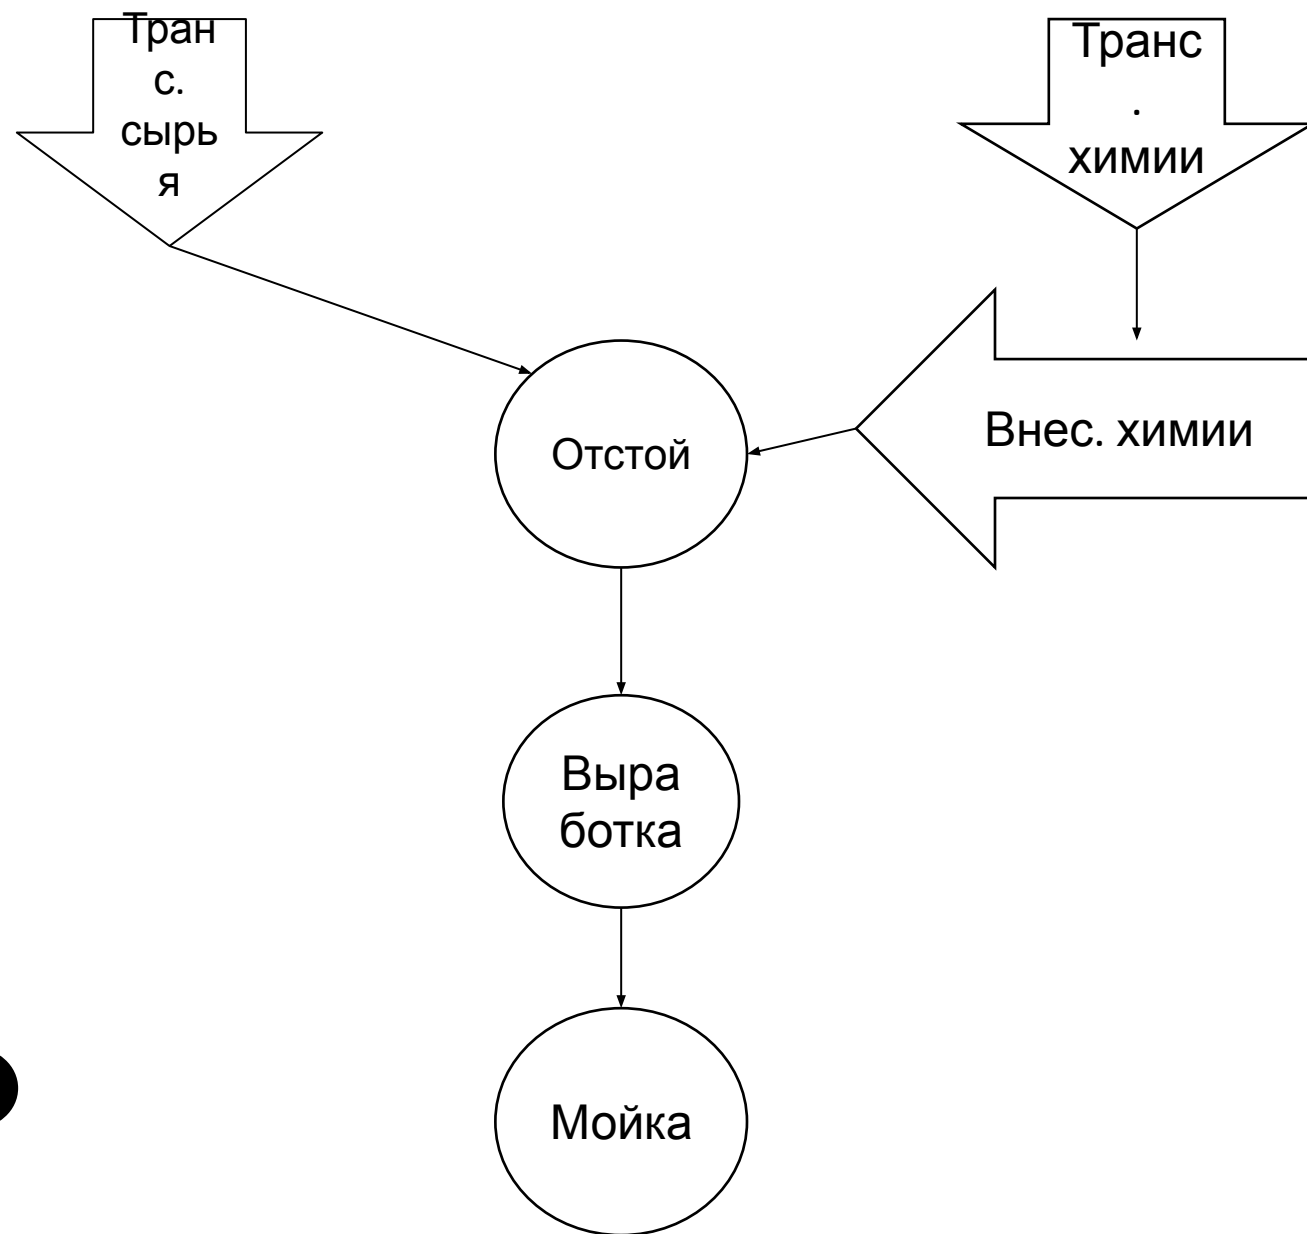 Тран
с.
сырь
я
Транс
.
химии
Внес. химии
Отстой
Выра
ботка
Мойка